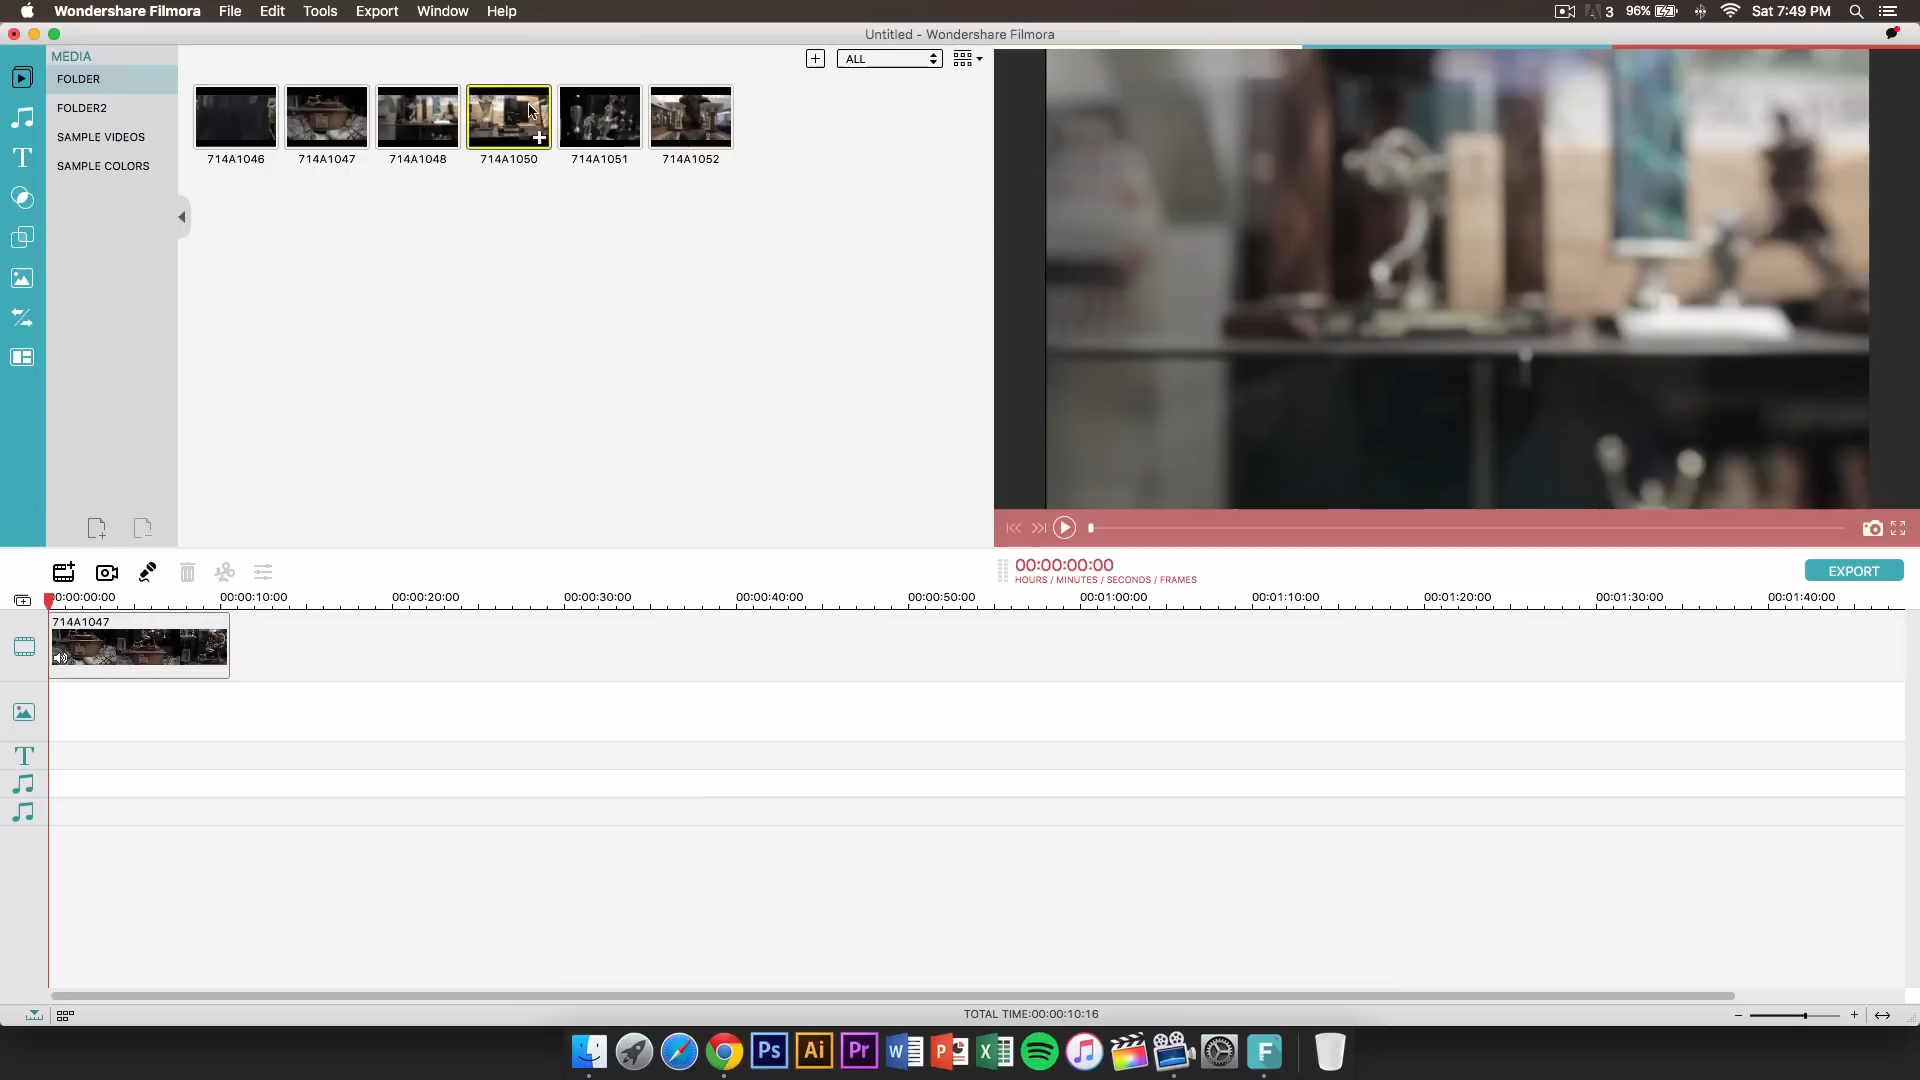 Wondershare Filmora File Edit Tools Export Window Help 3 96% Sat 7:49 PM
Untitled - Wondershare Filmora
MEDIA
FOLDER
FOLDER2
SAMPLE VIDEOS
SAMPLE COLORS
ALL
714A1046 714A1047 714A1048 714A1050 714A1051 714A1052
00:00:00:00
HOURS / MINUTES / SECONDS / FRAMES
EXPORT
00:00:00:00 00:00:10:00 00:00:20:00 00:00:30:00 00:00:40:00 00:00:50:00 00:01:00:00 00:01:10:00 00:01:20:00 00:01:30:00 00:01:40:00
714A1047
T
TOTAL TIME:00:00:10:16
Ps Ai Pr W P X F